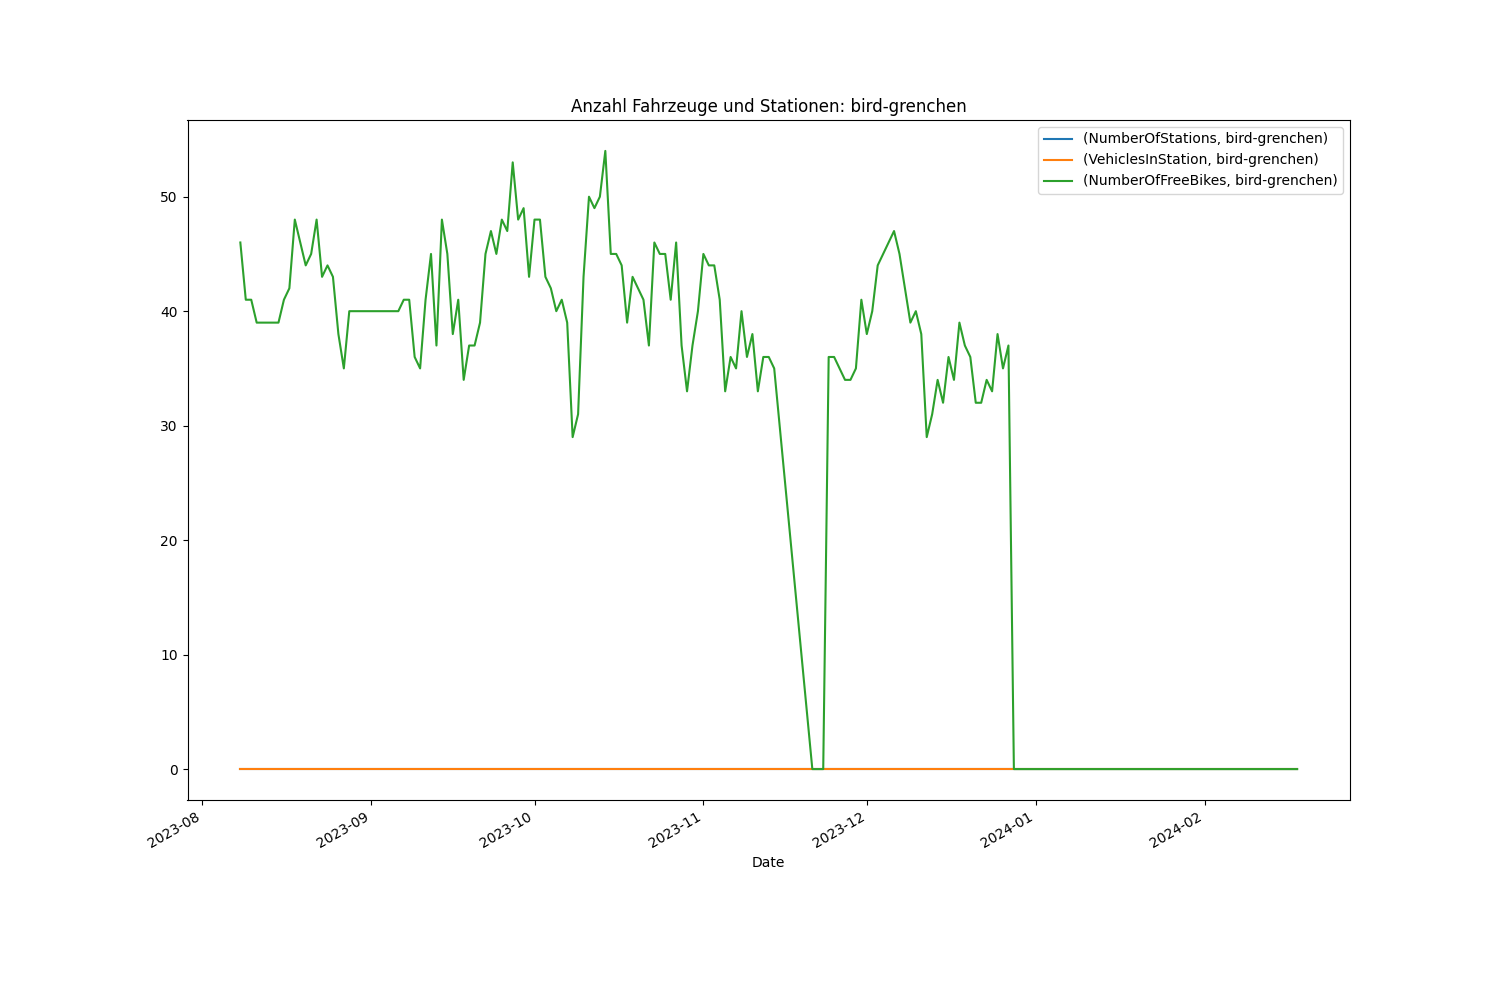 Anzahl Fahrzeuge und Stationen: bird-grenchen
(NumberOfStations, bird-grenchen)
(VehiclesInStation, bird-grenchen)
(NumberOfFreeBikes, bird-grenchen)
50
40
30
20
10
0
2023-08
2023-09
2023-10
2023-11
2023-12
2024-01
2024-02
Date